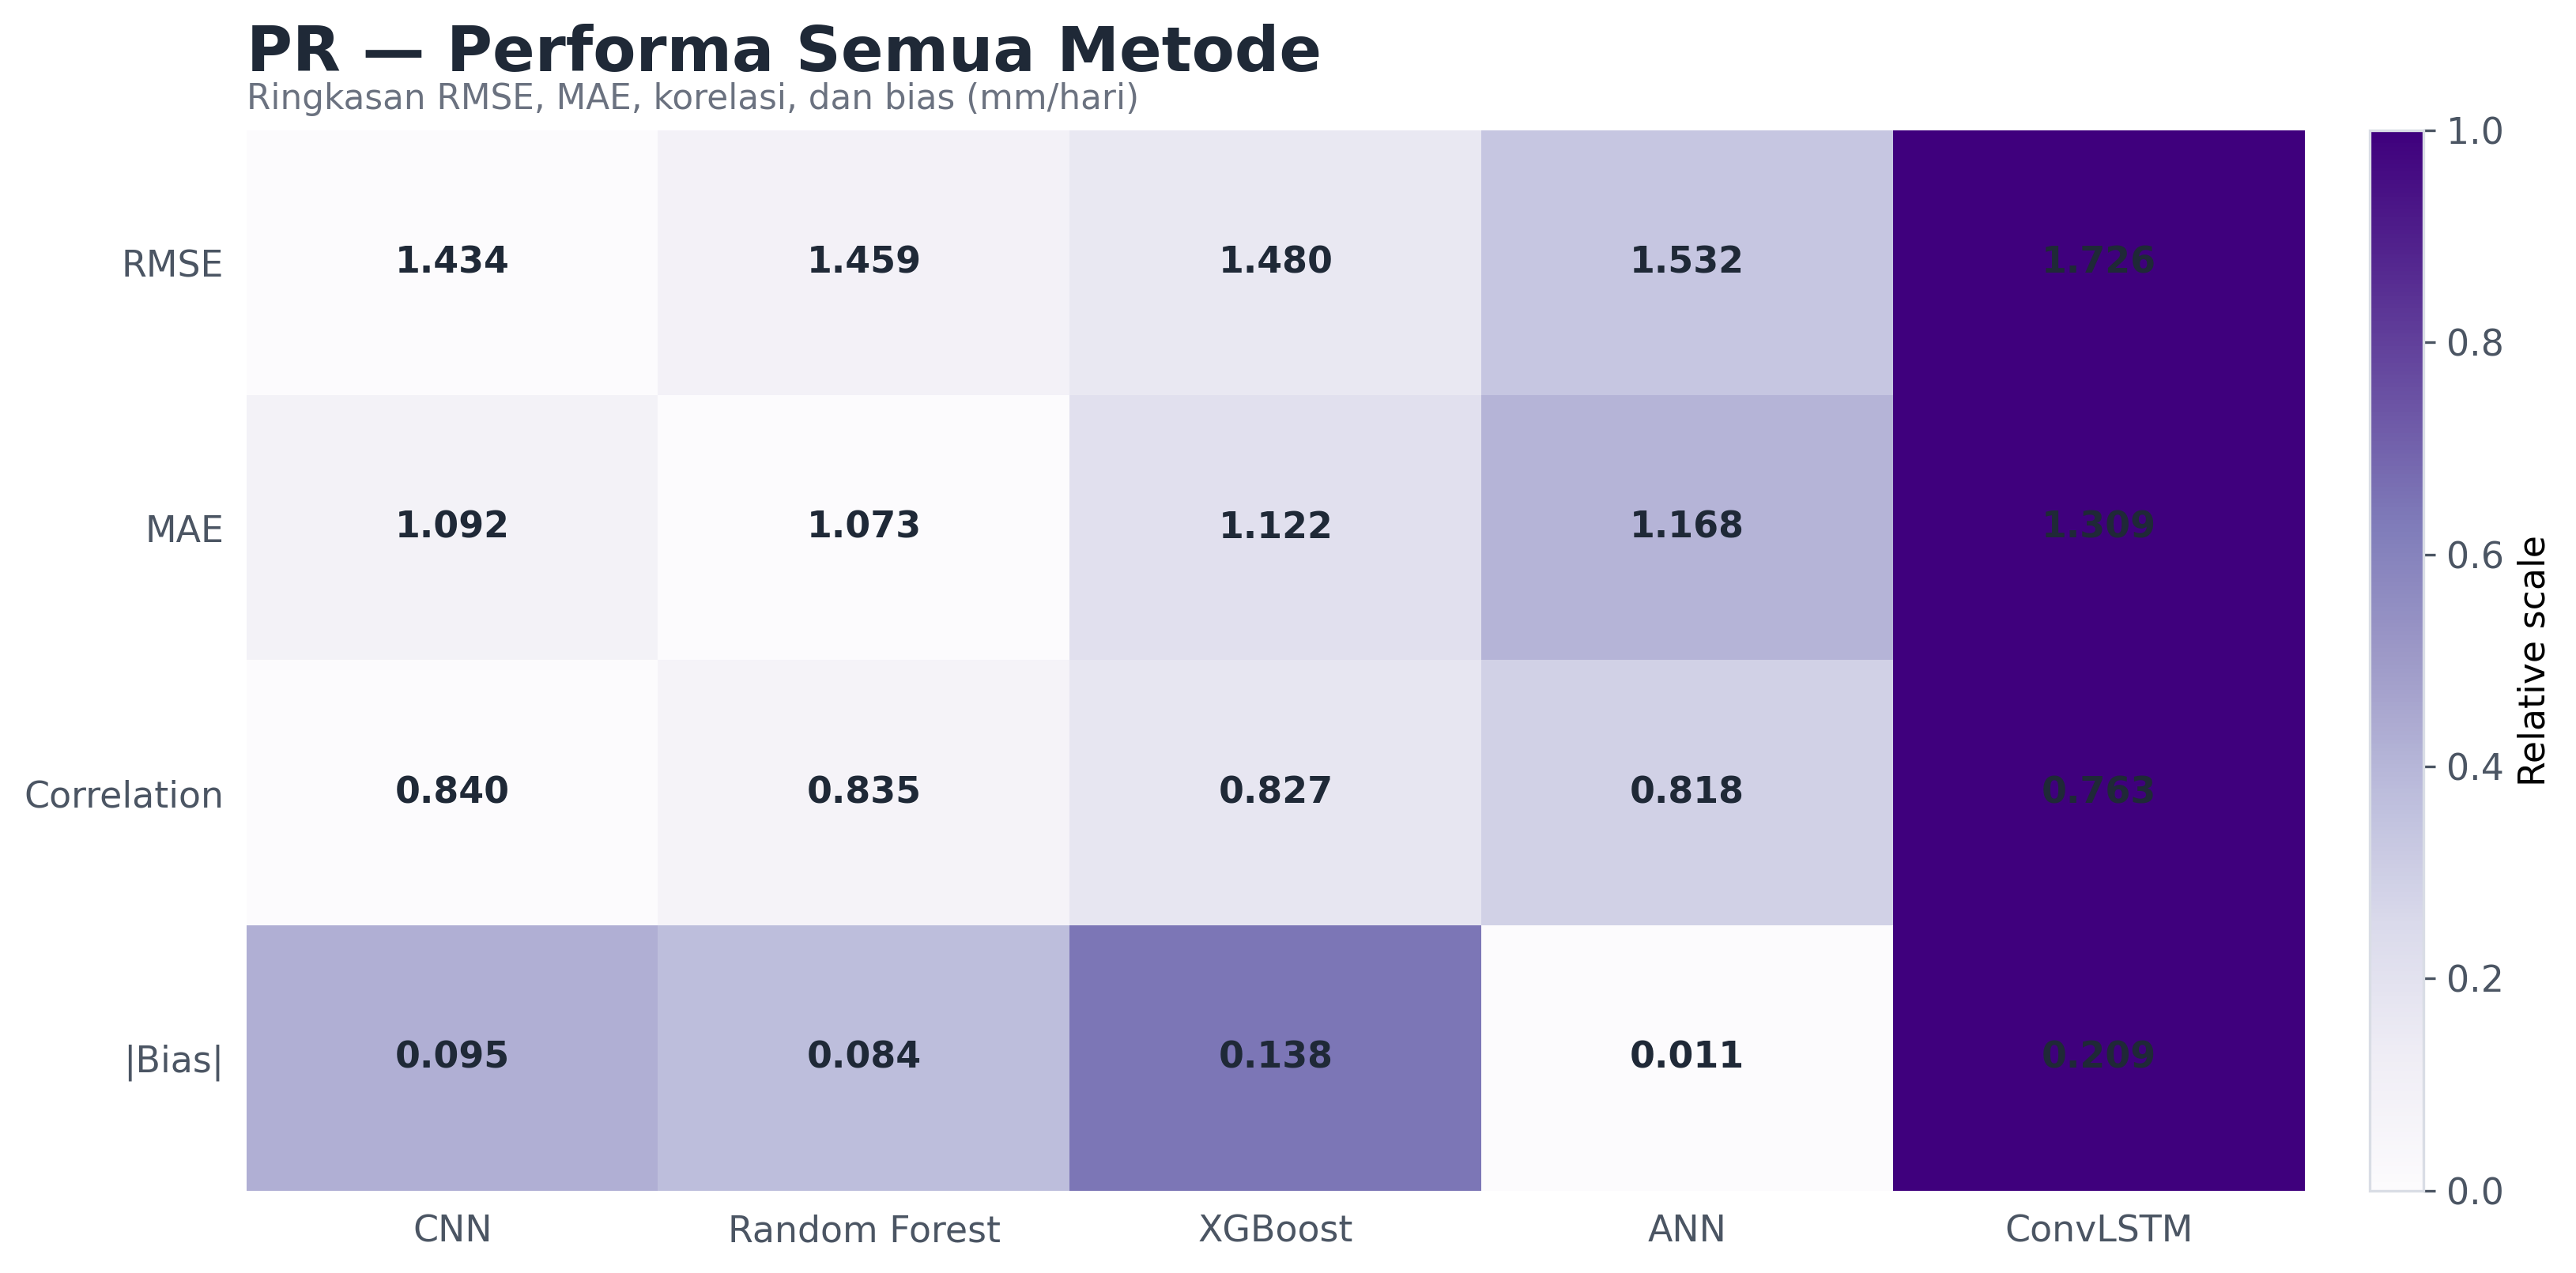 PR — Performa Semua Metode
Ringkasan RMSE, MAE, korelasi, dan bias (mm/hari)
RMSE 1.434 1.459 1.480 1.532 1.726
MAE 1.092 1.073 1.122 1.168 1.309
Correlation 0.840 0.835 0.827 0.818 0.763
|Bias| 0.095 0.084 0.138 0.011 0.209
CNN Random Forest XGBoost ANN ConvLSTM
1.0
0.8
0.6
0.4
0.2
0.0
Relative scale